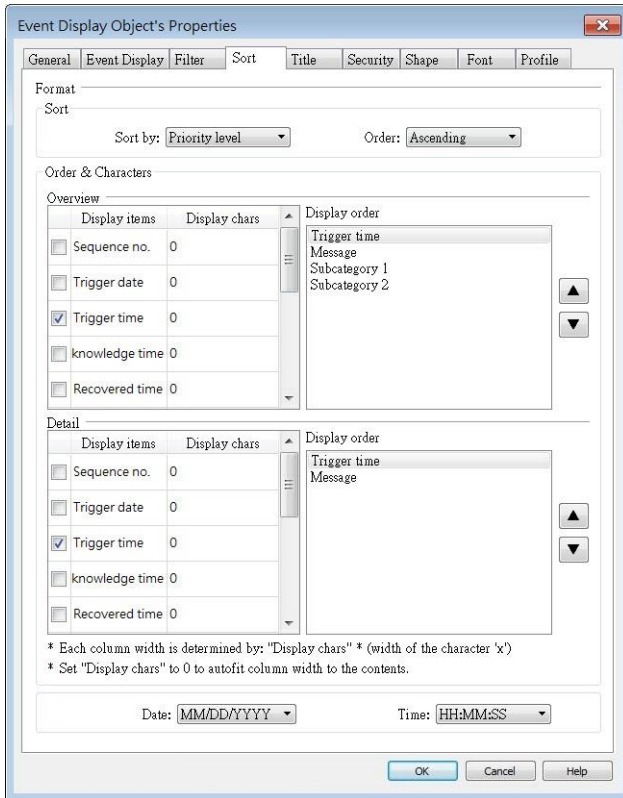 Event Display Object's Properties
General Event Display Filter Sort Title Security Shape Font Profile
Format
Sort
Sort by: Priority level Order: Ascending
Order & Characters
Overview
Display items Display chars
Sequence no. 0
Trigger date 0
Trigger time 0
knowledge time 0
Recovered time 0
Display order
Trigger time
Message
Subcategory 1
Subcategory 2
Detail
Display items Display chars
Sequence no. 0
Trigger date 0
Trigger time 0
knowledge time 0
Recovered time 0
Display order
Trigger time
Message
* Each column width is determined by: "Display chars" * (width of the character 'x')
* Set "Display chars" to 0 to autofit column width to the contents.
Date: MM/DD/YYYY Time: HH:MM:SS
OK Cancel Help